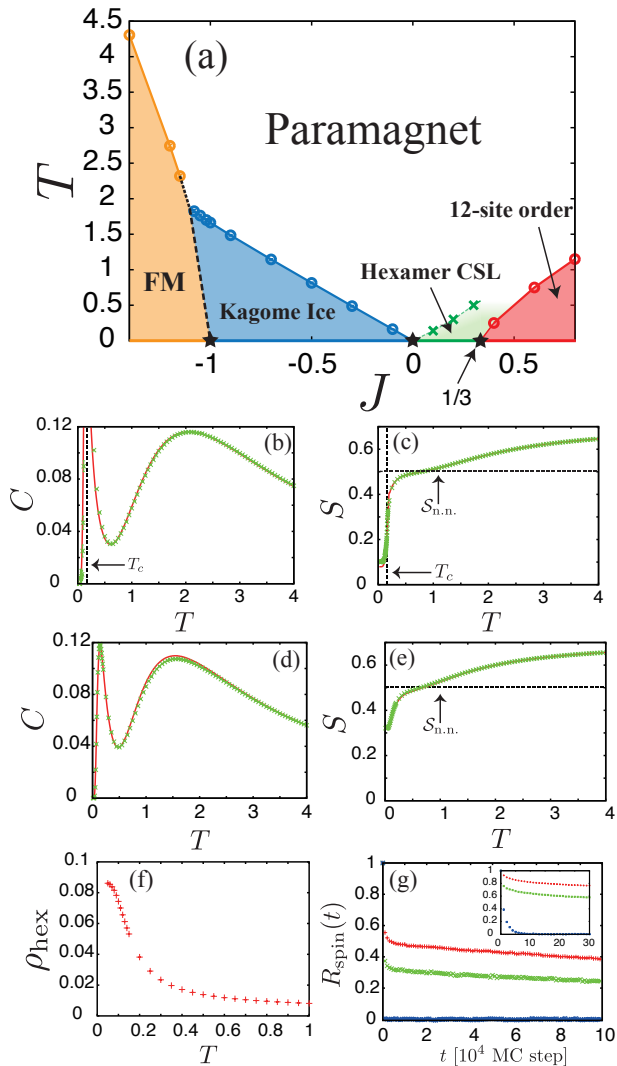 4.5
4
(a)
3.5
3
Paramagnet
2.5
T
2
12-site order
1.5
1
Hexamer CSL
FM
0.5
Kagome Ice
0
-1
-0.5
0
0.5
J
1/3
0.12
(b)
0.08
C
0.04
T_c
0
0 1 2 3 4
T
(c)
0.6
S
0.4
S_n.n.
0.2
T_c
0
0 1 2 3 4
T
0.12
(d)
0.08
C
0.04
0
0 1 2 3 4
T
(e)
0.6
S
0.4
S_n.n.
0.2
0
0 1 2 3 4
T
0.1
(f)
0.08
0.06
ρ_hex
0.04
0.02
0
0 0.2 0.4 0.6 0.8 1
T
1
(g)
0.8
0.6
R_spin(t)
0.4
0.2
0
0 2 4 6 8 10
t [10^4 MC step]
1
0.8
0.6
0.4
0.2
0
0 10 20 30